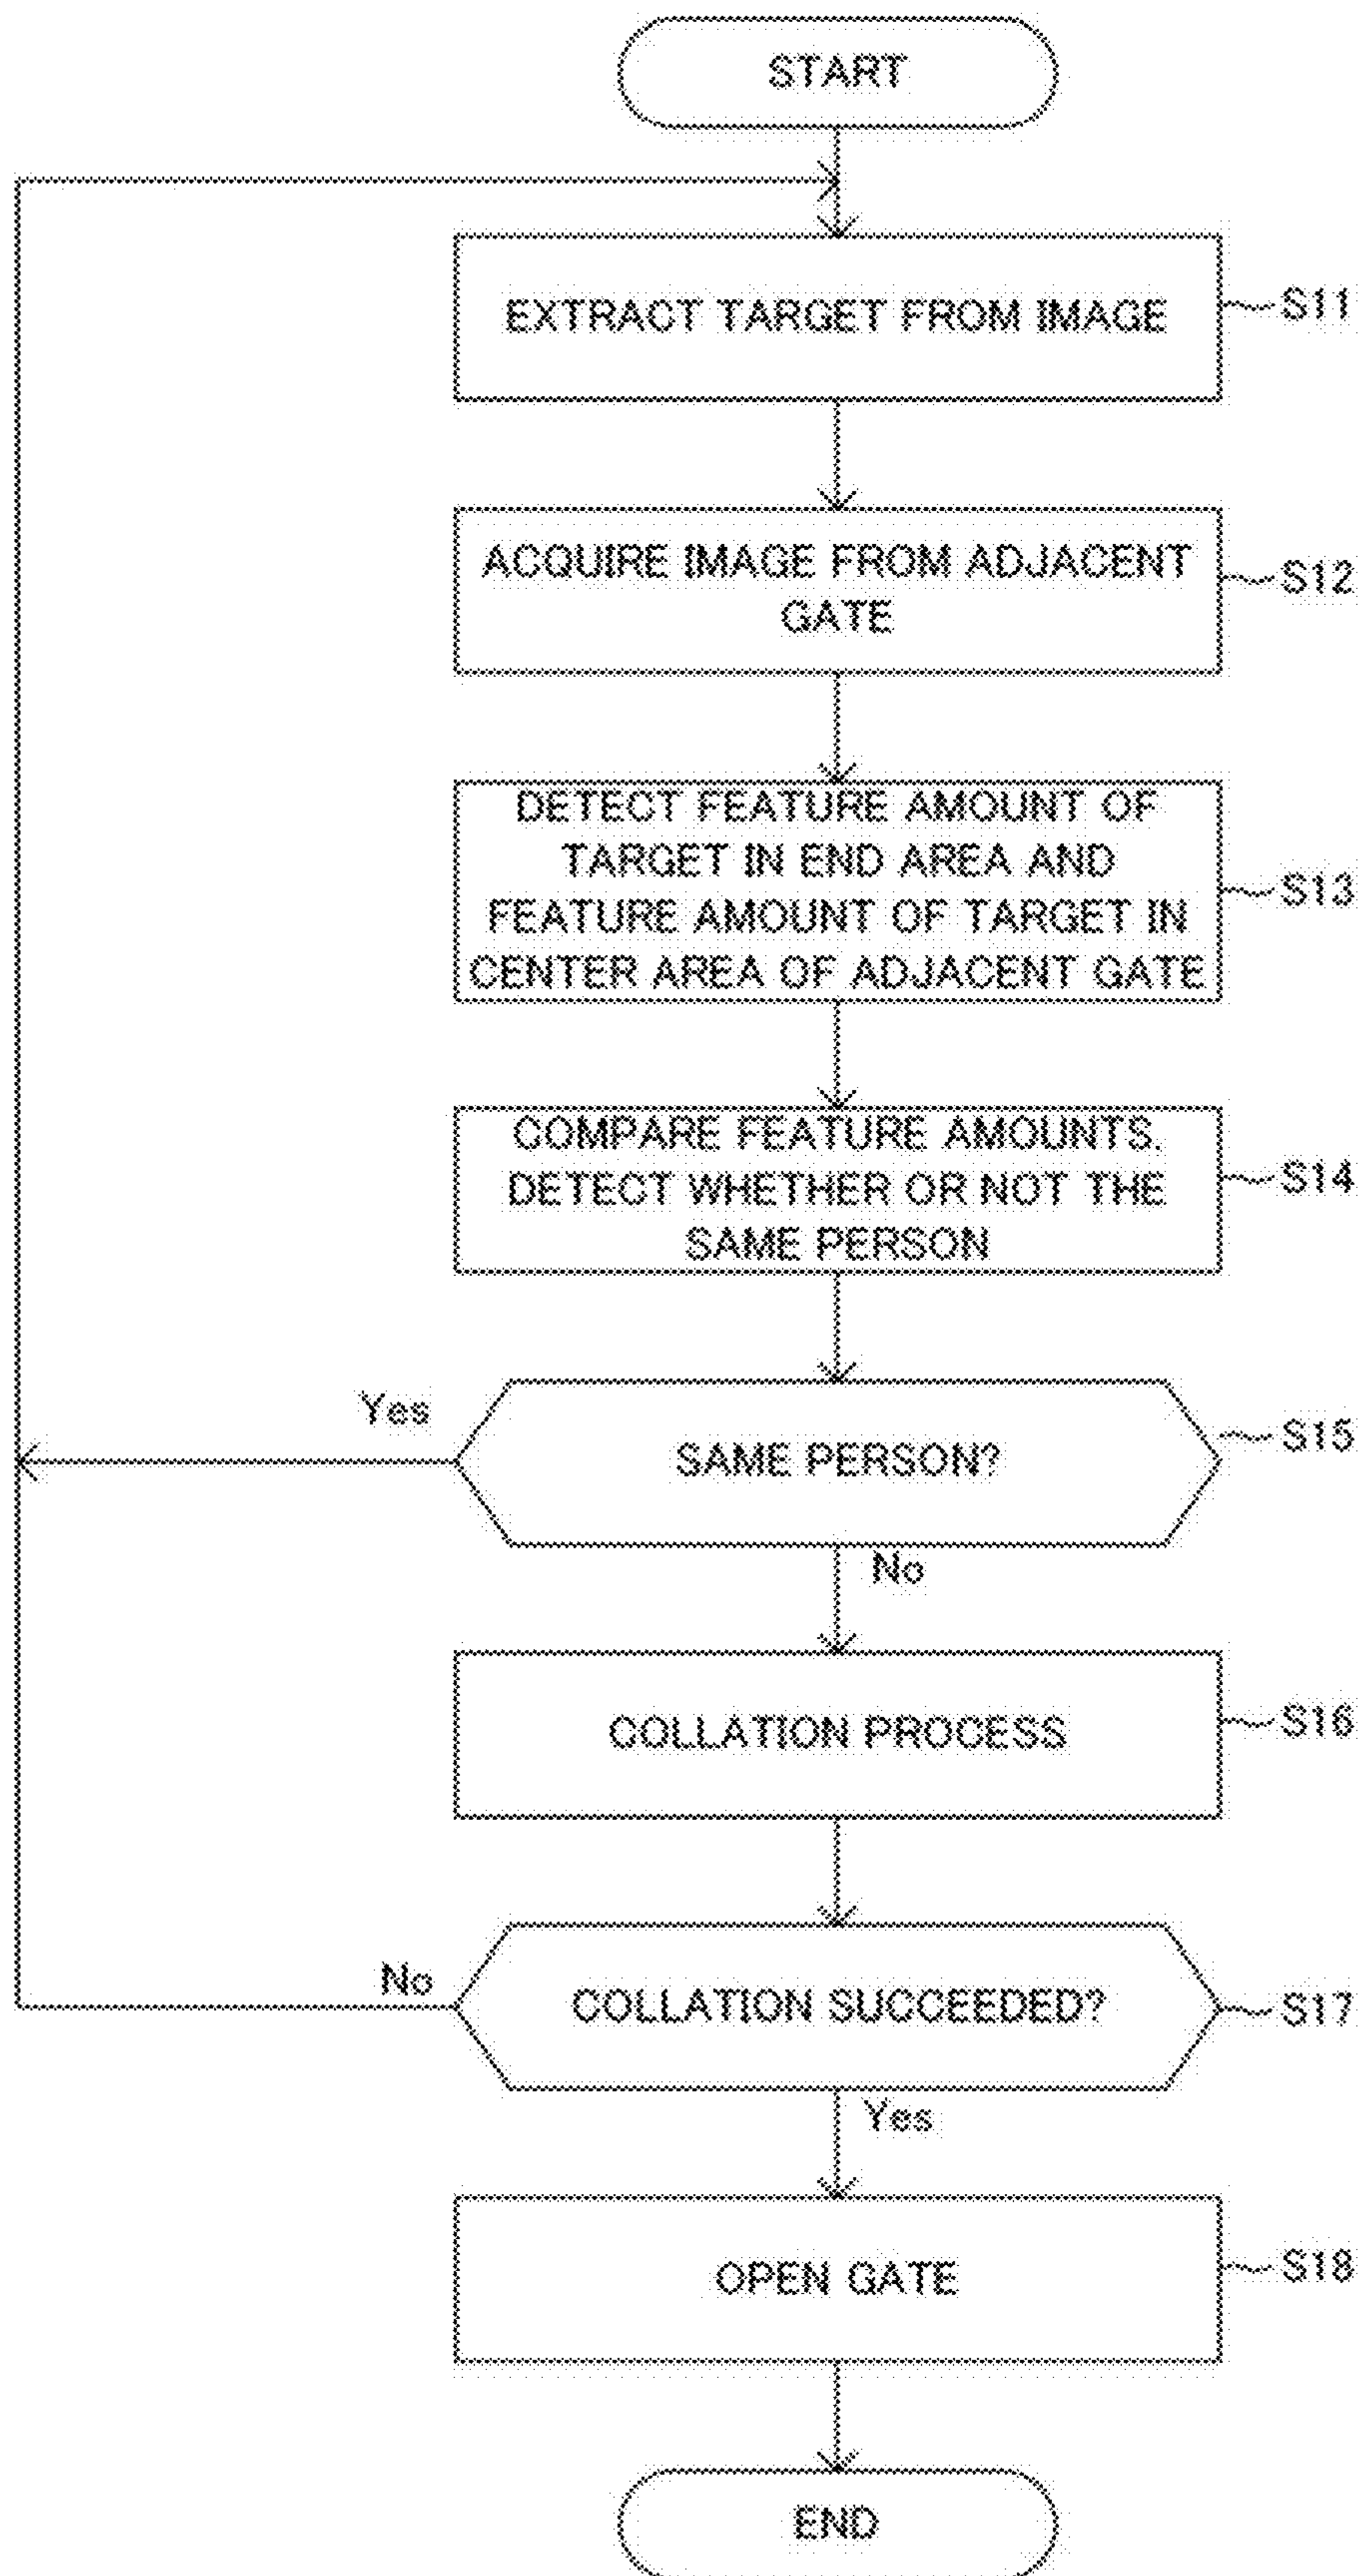 START
EXTRACT TARGET FROM IMAGE
S11
ACQUIRE IMAGE FROM ADJACENT
GATE
S12
DETECT FEATURE AMOUNT OF
TARGET IN END AREA AND
FEATURE AMOUNT OF TARGET IN
CENTER AREA OF ADJACENT GATE
S13
COMPARE FEATURE AMOUNTS.
DETECT WHETHER OR NOT THE
SAME PERSON
S14
Yes
SAME PERSON?
S15
No
COLLATION PROCESS
S16
No
COLLATION SUCCEEDED?
S17
Yes
OPEN GATE
S18
END